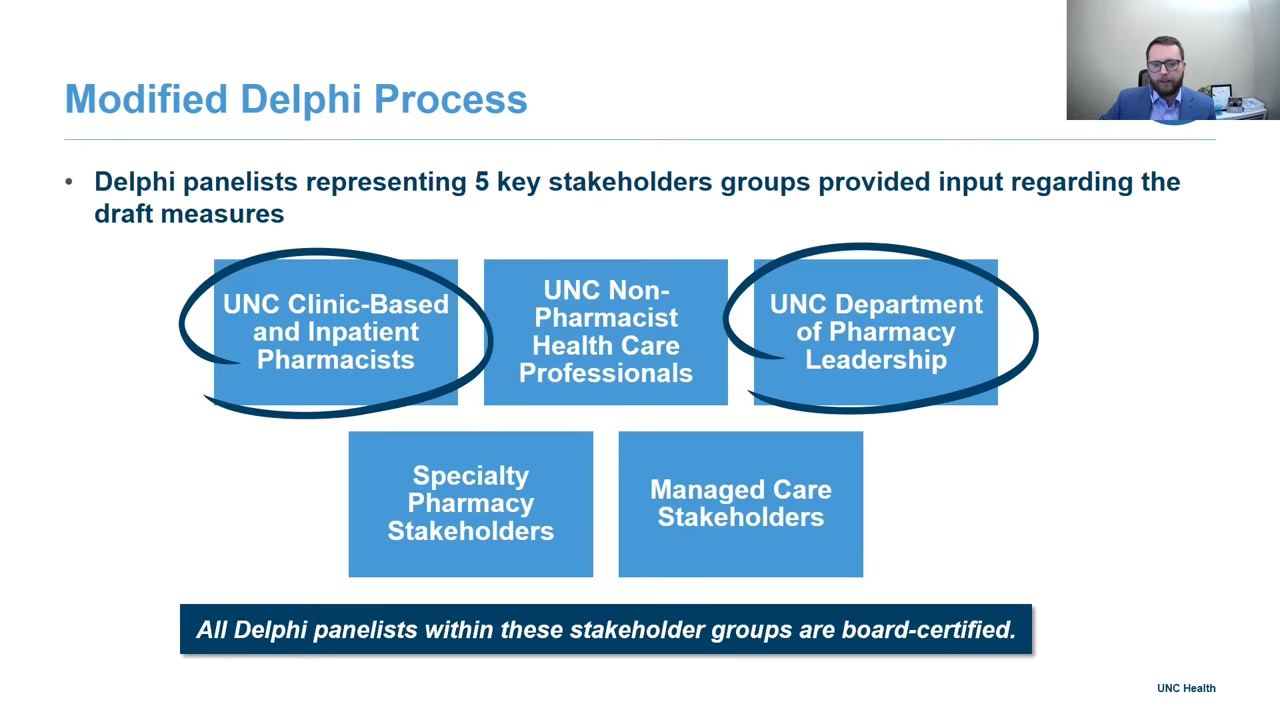 Modified Delphi Process
• Delphi panelists representing 5 key stakeholders groups provided input regarding the
draft measures
UNC Clinic-Based
and Inpatient
Pharmacists
UNC Non-
Pharmacist
Health Care
Professionals
UNC Department
of Pharmacy
Leadership
Specialty
Pharmacy
Stakeholders
Managed Care
Stakeholders
All Delphi panelists within these stakeholder groups are board-certified.
UNC Health